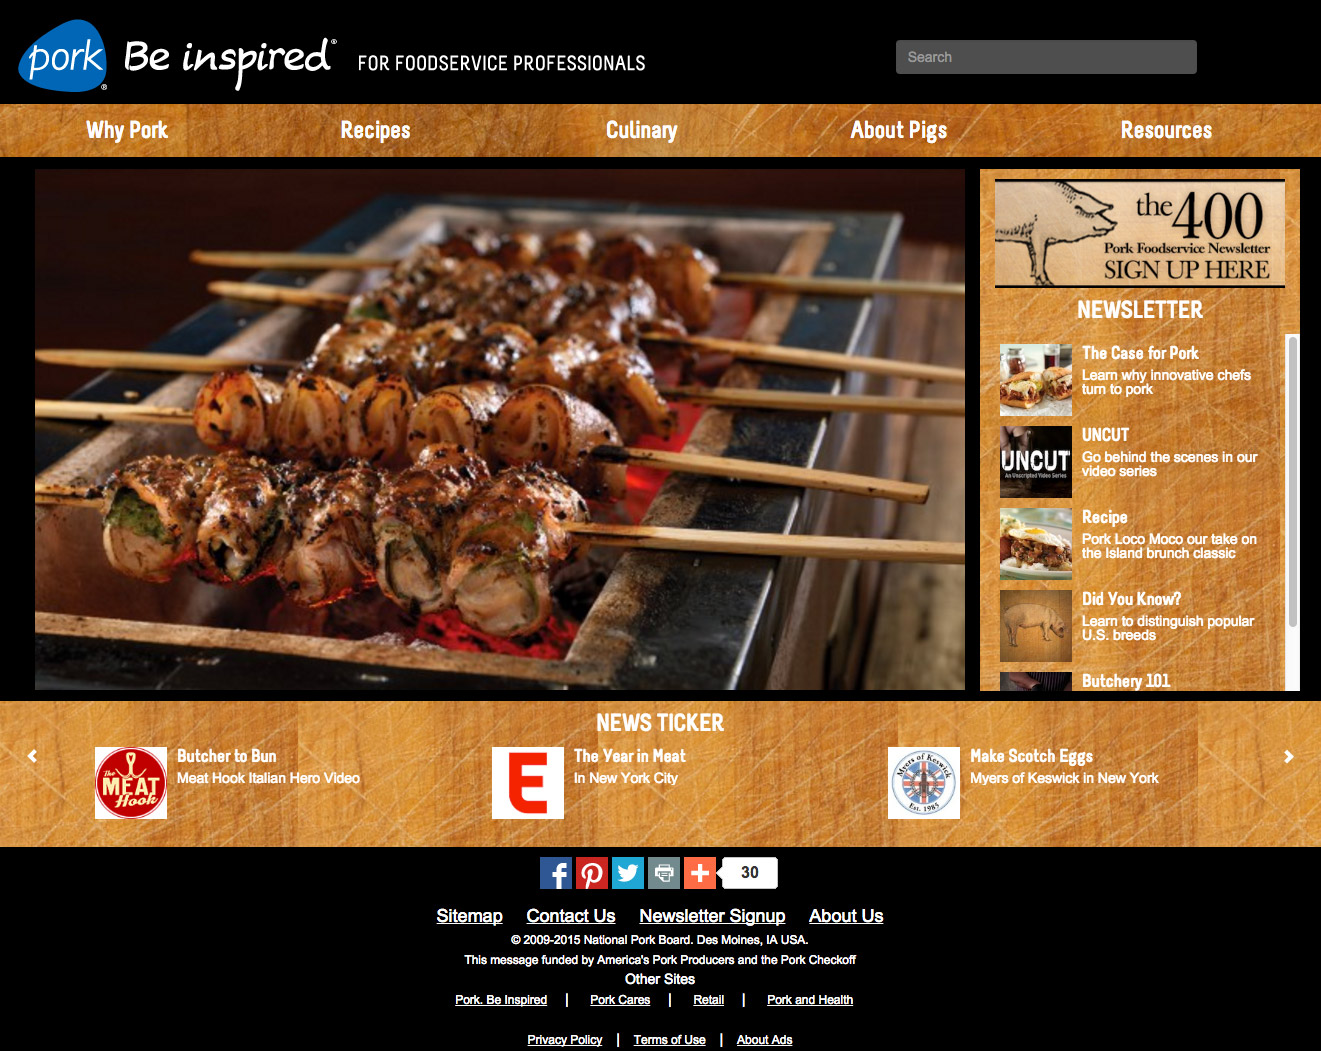 pork
Be inspired®
FOR FOODSERVICE PROFESSIONALS
Search
Why Pork
Recipes
Culinary
About Pigs
Resources
the 400
Pork Foodservice Newsletter
SIGN UP HERE
NEWSLETTER
The Case for Pork
Learn why innovative chefs
turn to pork
UNCUT
An Unscripted Video Series
UNCUT
Go behind the scenes in our
video series
Recipe
Pork Loco Moco our take on
the Island brunch classic
Did You Know?
Learn to distinguish popular
U.S. breeds
Butchery 101
NEWS TICKER
The
MEAT
Hook
Butcher to Bun
Meat Hook Italian Hero Video
E
The Year in Meat
In New York City
Myers of Keswick
Est. 1985
Make Scotch Eggs
Myers of Keswick in New York
30
Sitemap Contact Us Newsletter Signup About Us
© 2009-2015 National Pork Board. Des Moines, IA USA.
This message funded by America's Pork Producers and the Pork Checkoff
Other Sites
Pork. Be Inspired | Pork Cares | Retail | Pork and Health
Privacy Policy | Terms of Use | About Ads